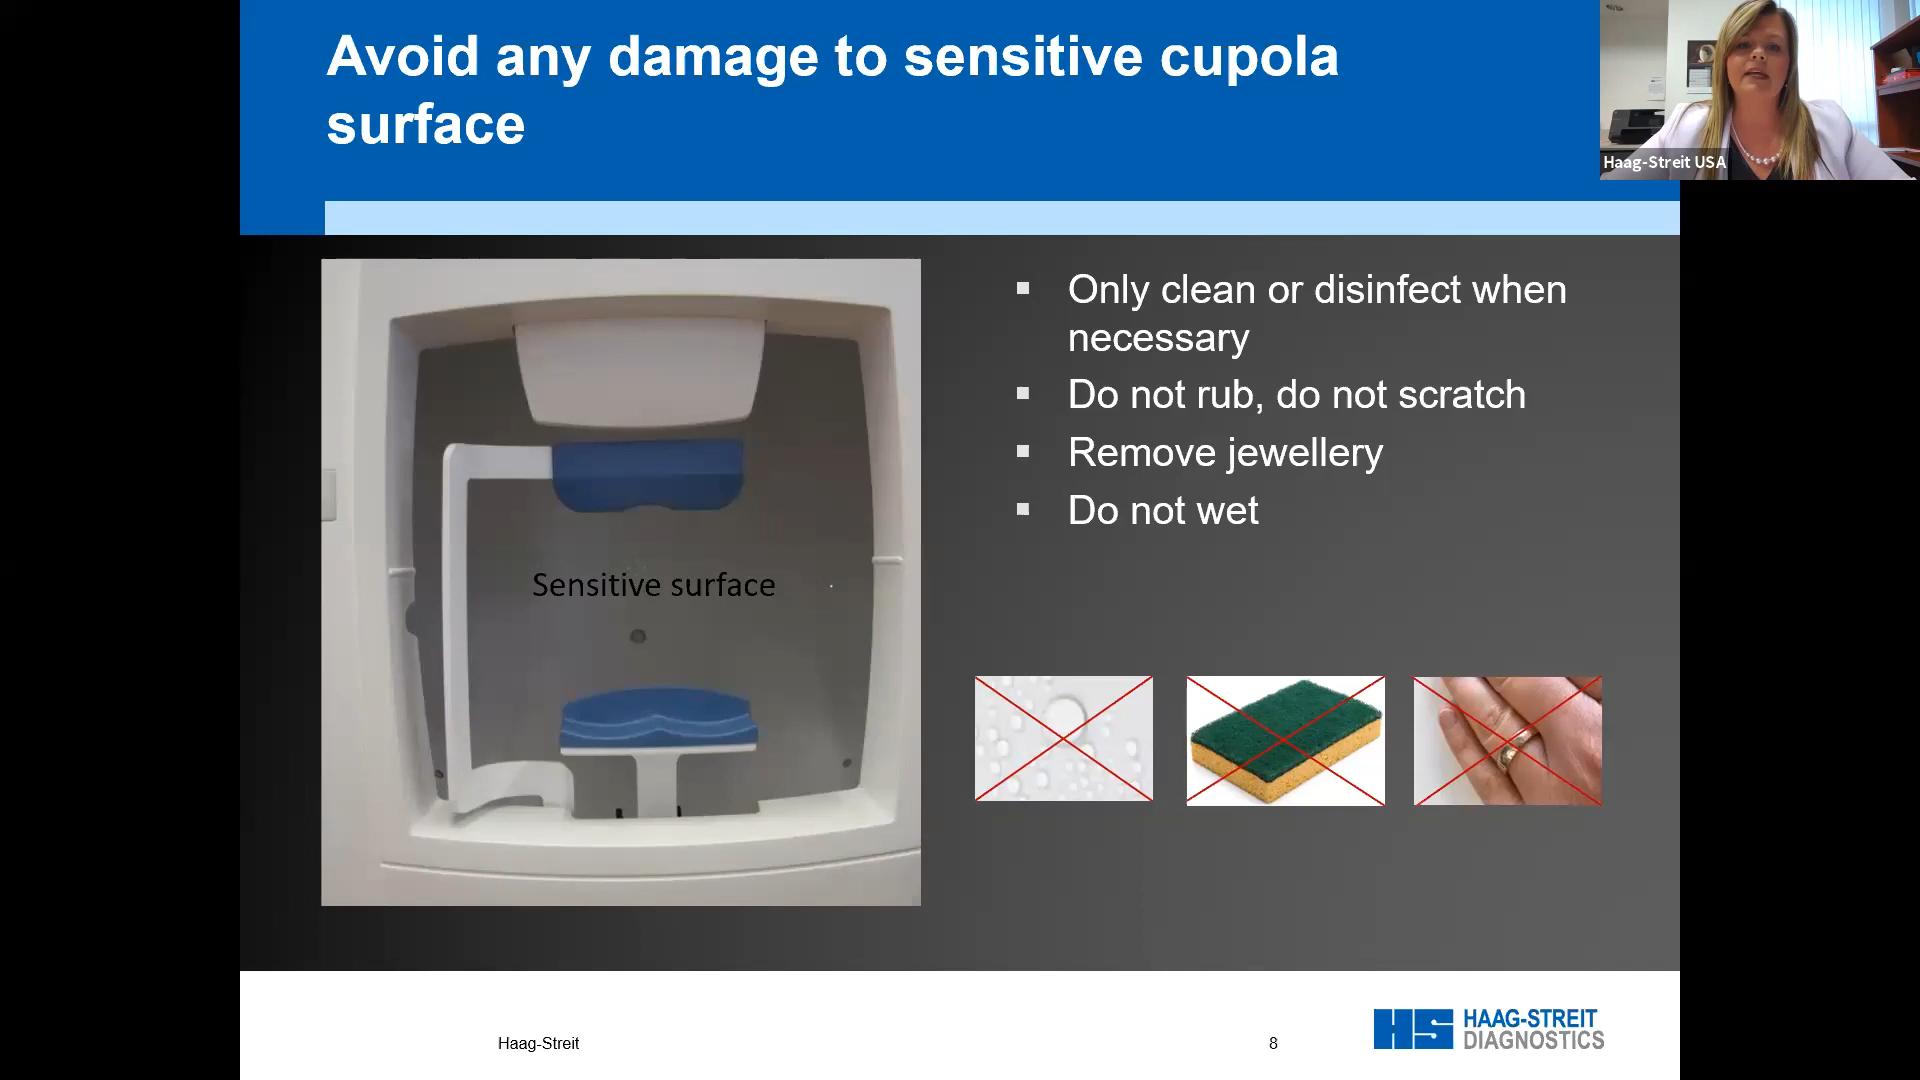 Avoid any damage to sensitive cupola
surface
Haag-Streit USA
Sensitive surface
▪ Only clean or disinfect when
necessary
▪ Do not rub, do not scratch
▪ Remove jewellery
▪ Do not wet
Haag-Streit
8
HS HAAG-STREIT
DIAGNOSTICS